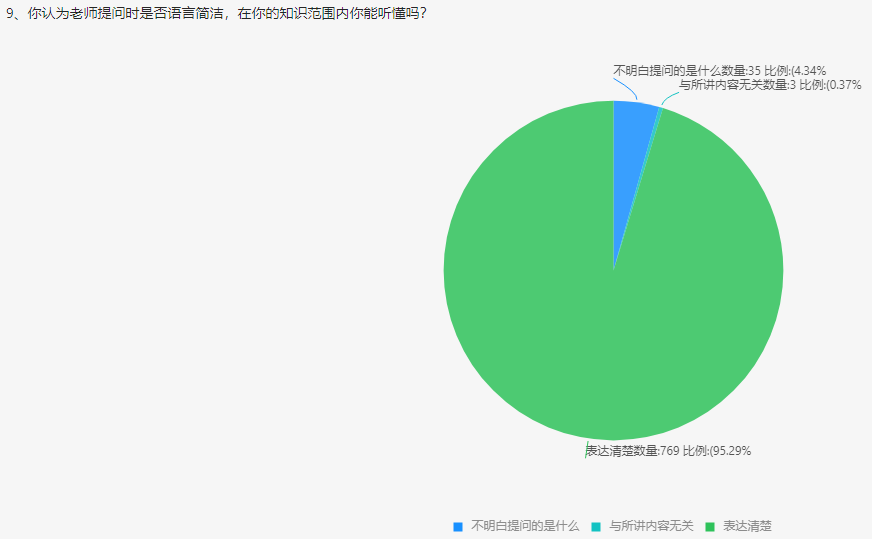 9、你认为老师提问时是否语言简洁，在你的知识范围内你能听懂吗？
不明白提问的是什么数量:35 比例:(4.34%
与所讲内容无关数量:3 比例:(0.37%
表达清楚数量:769 比例:(95.29%
不明白提问的是什么 与所讲内容无关 表达清楚